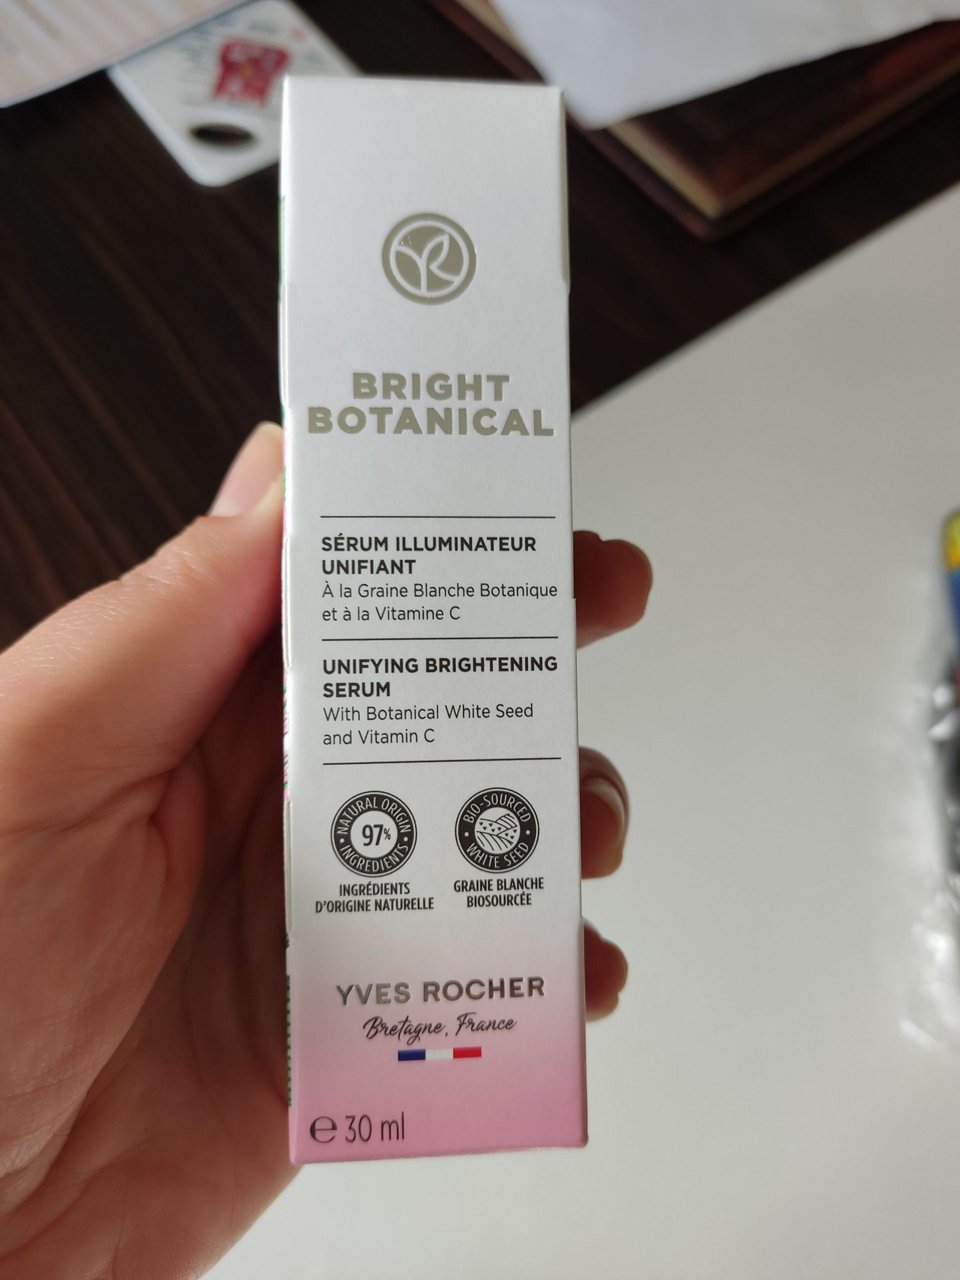 BRIGHT
BOTANICAL
SÉRUM ILLUMINATEUR
UNIFIANT
À la Graine Blanche Botanique
et à la Vitamine C
UNIFYING BRIGHTENING
SERUM
With Botanical White Seed
and Vitamin C
NATURAL ORIGIN
97%
INGREDIENTS
INGRÉDIENTS
D'ORIGINE NATURELLE
BIO-SOURCED
WHITE SEED
GRAINE BLANCHE
BIOSOURCÉE
YVES ROCHER
Bretagne, France
℮ 30 ml